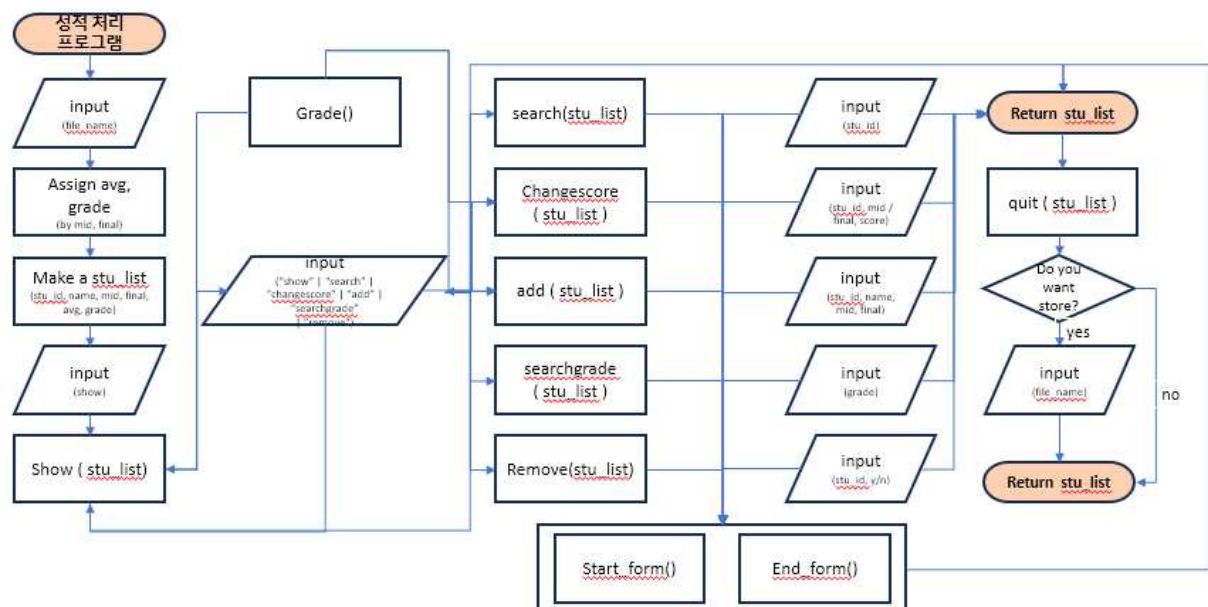 성적 처리
프로그램
input
(file_name)
Assign avg,
grade
(by mid, final)
Make a stu_list
(stu_id, name, mid, final,
avg, grade)
input
(show)
Show ( stu_list)
Grade()
input
("show" | "search" |
"changescore" | "add" |
"searchgrade"
| "remove")
search(stu_list)
Changescore
( stu_list )
add ( stu_list )
searchgrade
( stu_list )
Remove(stu_list)
input
(stu_id)
input
(stu_id, mid /
final, score)
input
(stu_id, name,
mid, final)
input
(grade)
input
(stu_id, y/n)
Start_form()
End_form()
Return stu_list
quit ( stu_list )
Do you
want
store?
yes
no
input
(file_name)
Return stu_list